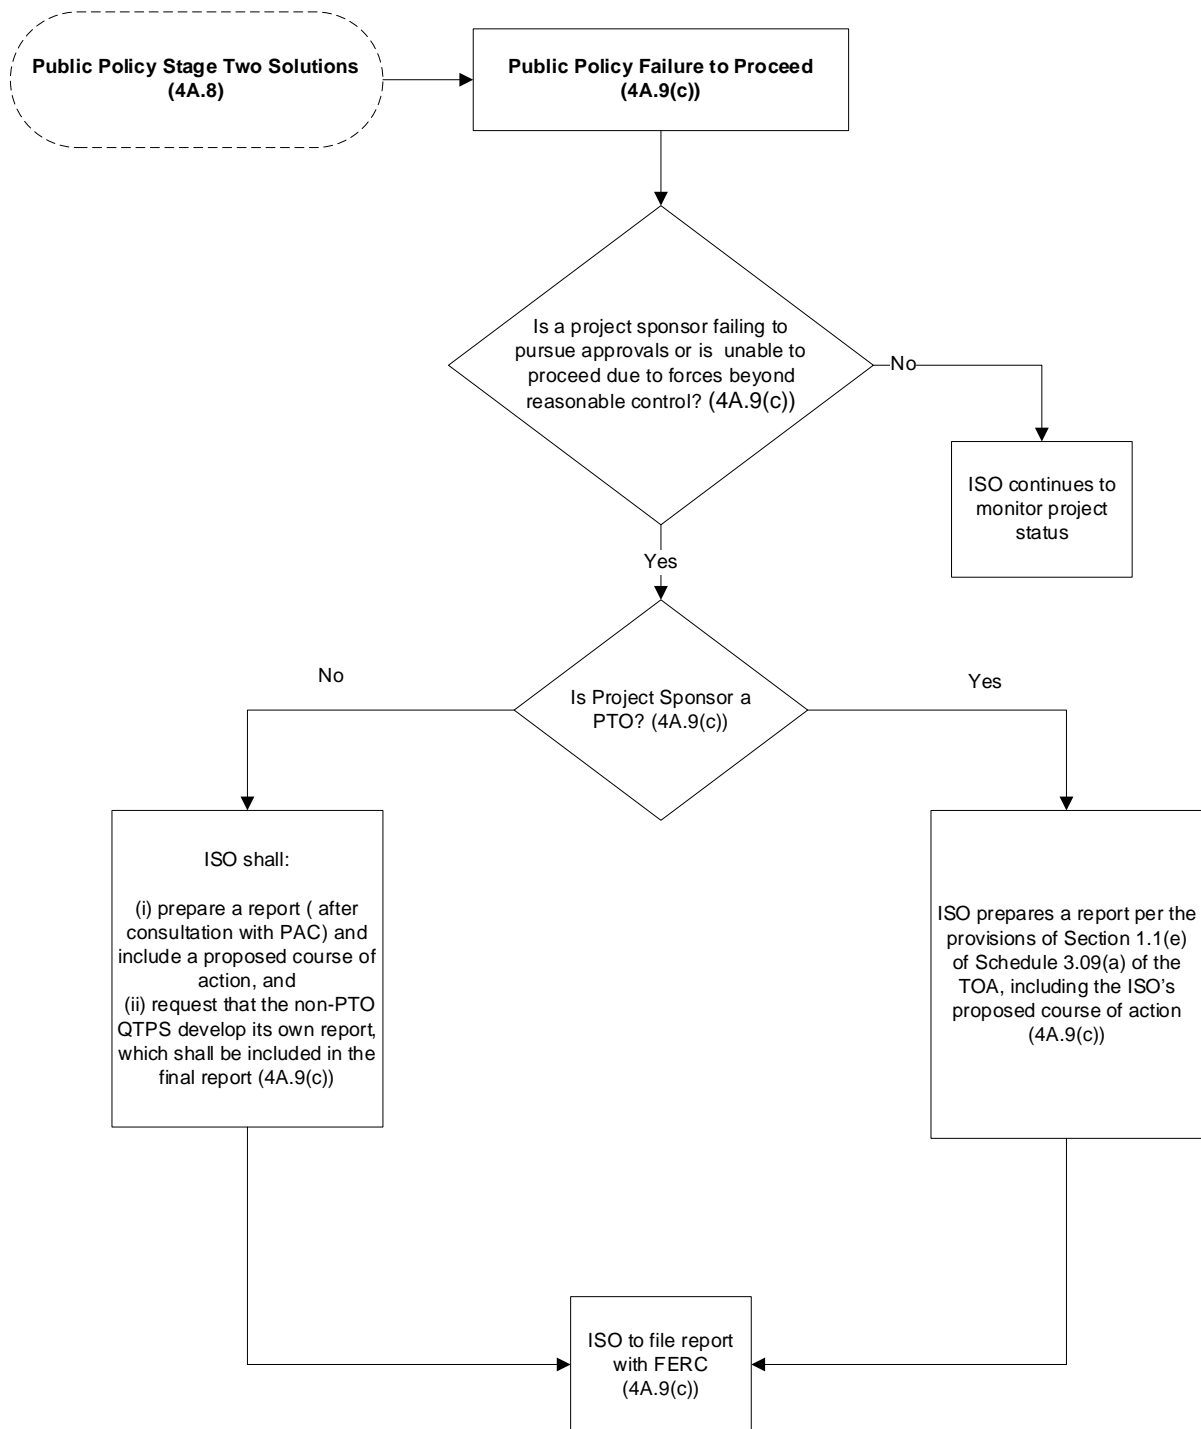 Public Policy Stage Two Solutions
(4A.8)
Public Policy Failure to Proceed
(4A.9(c))
Is a project sponsor failing to
pursue approvals or is  unable to
proceed due to forces beyond
reasonable control? (4A.9(c))
No
ISO continues to
monitor project
status
Yes
Is Project Sponsor a
PTO? (4A.9(c))
No
Yes
ISO shall:
(i) prepare a report ( after
consultation with PAC) and
include a proposed course of
action, and
(ii) request that the non-PTO
QTPS develop its own report,
which shall be included in the
final report (4A.9(c))
ISO prepares a report per the
provisions of Section 1.1(e)
of Schedule 3.09(a) of the
TOA, including the ISO’s
proposed course of action
(4A.9(c))
ISO to file report
with FERC
(4A.9(c))